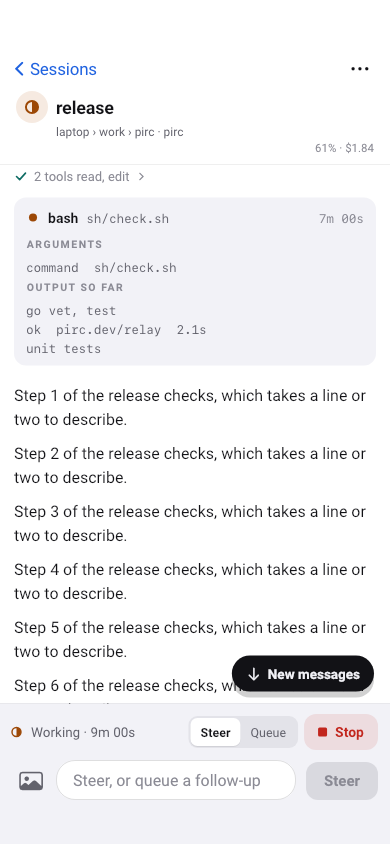 Sessions
release
laptop › work › pirc · pirc
61% · $1.84
2 tools read, edit
bash sh/check.sh 7m 00s
ARGUMENTS
command sh/check.sh
OUTPUT SO FAR
go vet, test
ok pirc.dev/relay 2.1s
unit tests
Step 1 of the release checks, which takes a line or
two to describe.
Step 2 of the release checks, which takes a line or
two to describe.
Step 3 of the release checks, which takes a line or
two to describe.
Step 4 of the release checks, which takes a line or
two to describe.
Step 5 of the release checks, which takes a line or
two to describe.
Step 6 of the release checks,
New messages
Working · 9m 00s
Steer
Queue
Stop
Steer, or queue a follow-up
Steer